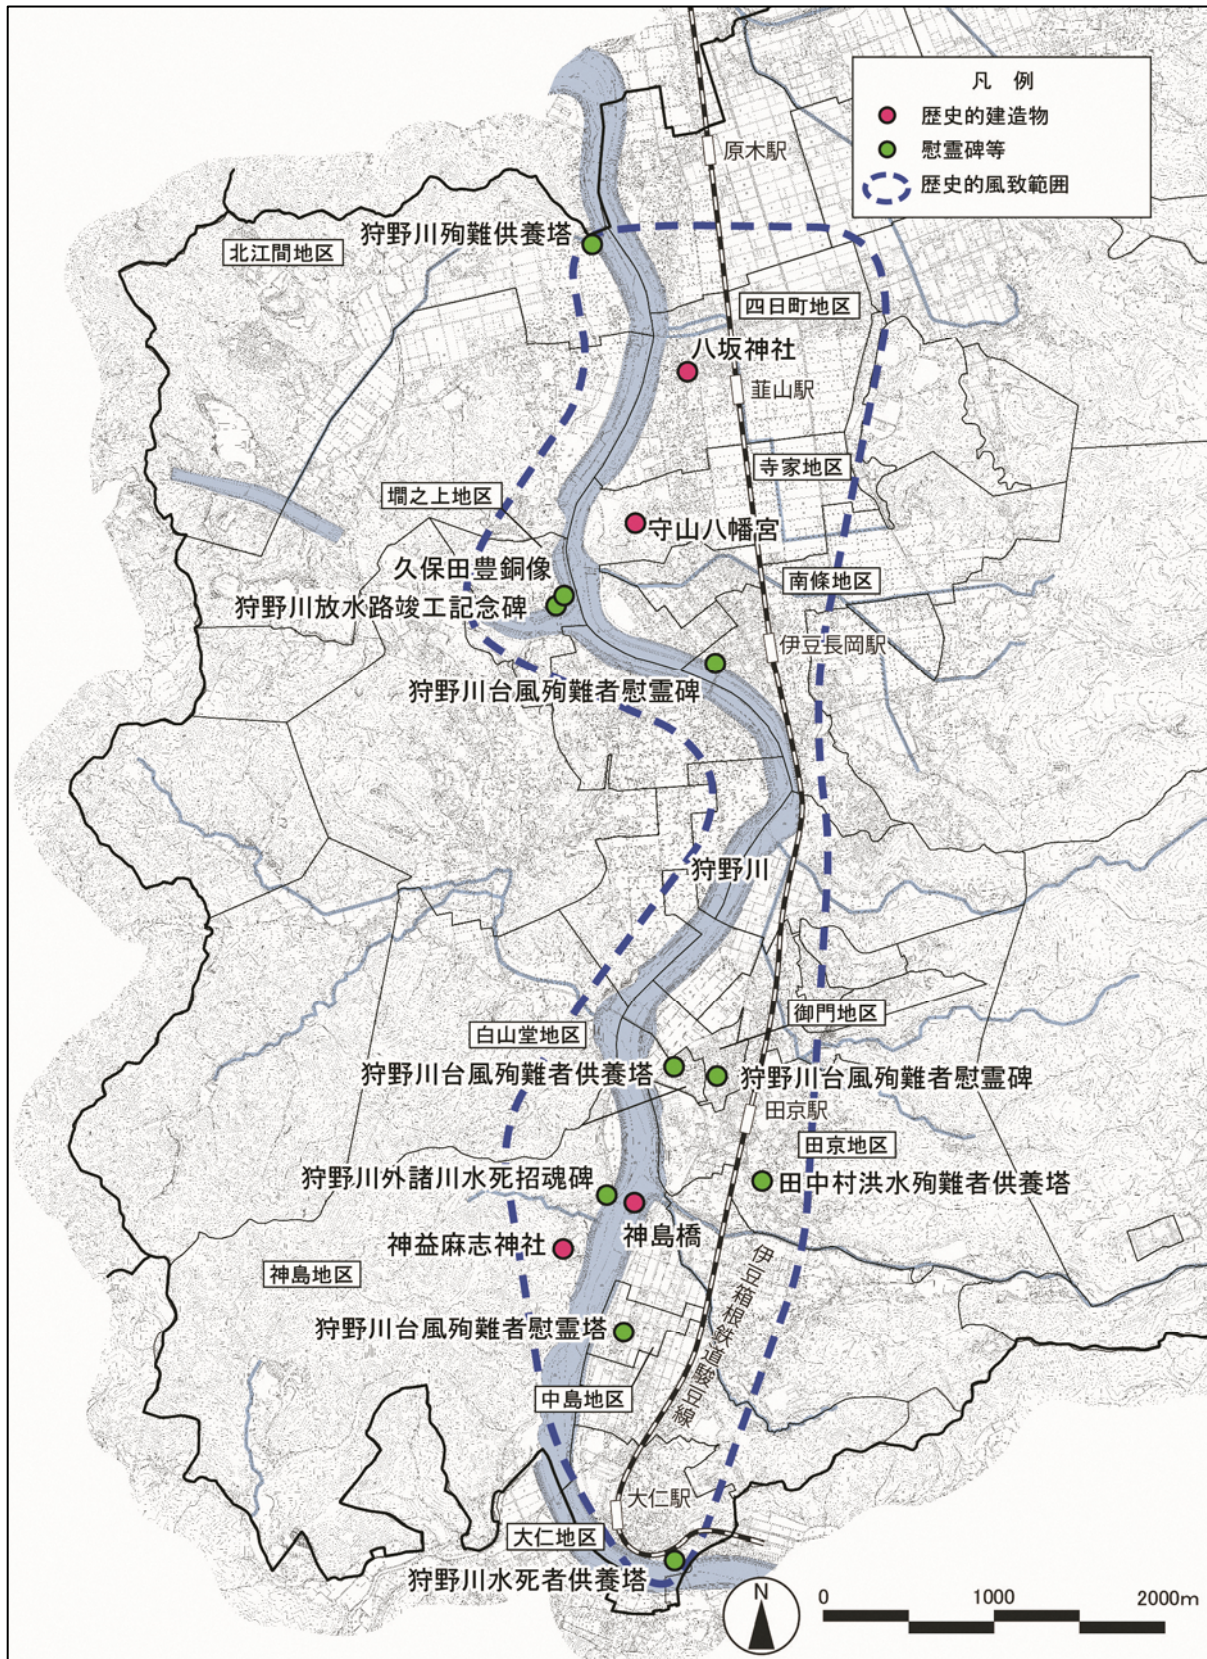 凡 例
歴史的建造物
慰霊碑等
歴史的風致範囲
原木駅
狩野川殉難供養塔
北江間地区
四日町地区
八坂神社
韮山駅
寺家地区
墹之上地区
守山八幡宮
久保田豊銅像
南條地区
狩野川放水路竣工記念碑
伊豆長岡駅
狩野川台風殉難者慰霊碑
狩野川
御門地区
白山堂地区
狩野川台風殉難者供養塔
狩野川台風殉難者慰霊碑
田京駅
田京地区
狩野川外諸川水死招魂碑
田中村洪水殉難者供養塔
神島橋
神益麻志神社
神島地区
伊豆箱根鉄道駿豆線
狩野川台風殉難者慰霊塔
中島地区
大仁駅
大仁地区
狩野川水死者供養塔
N
0 1000 2000m